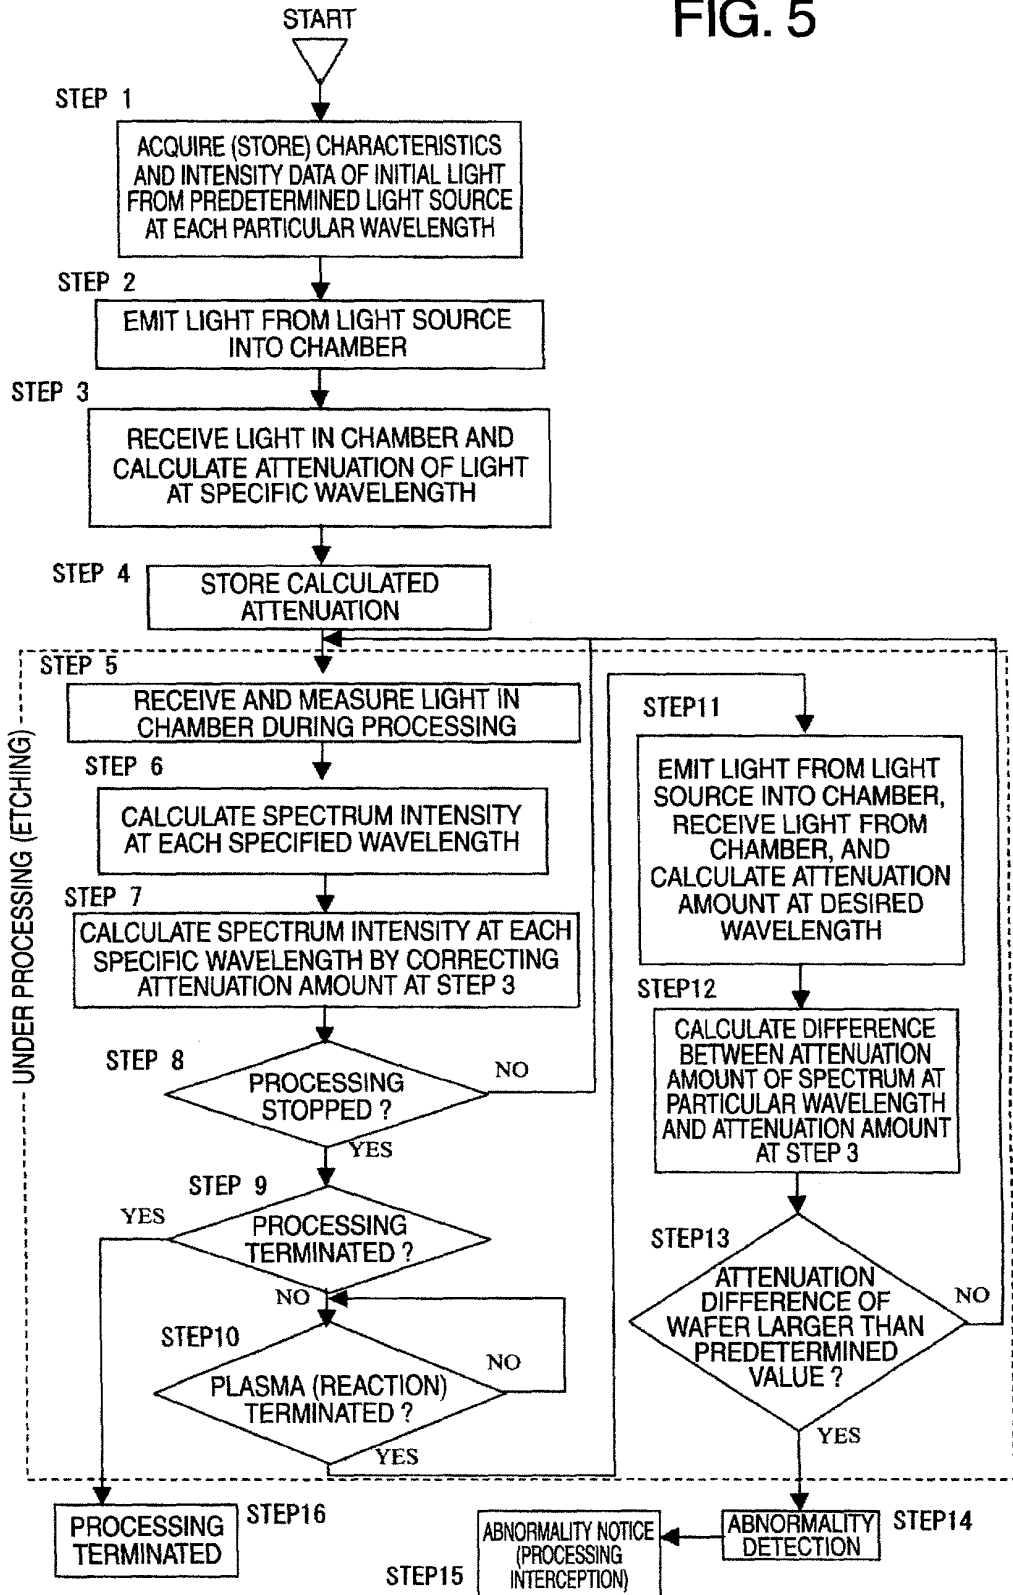 FIG. 5
START
STEP 1
ACQUIRE (STORE) CHARACTERISTICS
AND INTENSITY DATA OF INITIAL LIGHT
FROM PREDETERMINED LIGHT SOURCE
AT EACH PARTICULAR WAVELENGTH
STEP 2
EMIT LIGHT FROM LIGHT SOURCE
INTO CHAMBER
STEP 3
RECEIVE LIGHT IN CHAMBER AND
CALCULATE ATTENUATION OF LIGHT
AT SPECIFIC WAVELENGTH
STEP 4
STORE CALCULATED
ATTENUATION
UNDER PROCESSING (ETCHING)
STEP 5
RECEIVE AND MEASURE LIGHT IN
CHAMBER DURING PROCESSING
STEP 6
CALCULATE SPECTRUM INTENSITY
AT EACH SPECIFIED WAVELENGTH
STEP 7
CALCULATE SPECTRUM INTENSITY AT EACH
SPECIFIC WAVELENGTH BY CORRECTING
ATTENUATION AMOUNT AT STEP 3
STEP 8
PROCESSING
STOPPED ?
NO
YES
STEP 9
PROCESSING
TERMINATED ?
YES
NO
STEP10
PLASMA (REACTION)
TERMINATED ?
NO
YES
STEP11
EMIT LIGHT FROM LIGHT
SOURCE INTO CHAMBER,
RECEIVE LIGHT FROM
CHAMBER, AND
CALCULATE ATTENUATION
AMOUNT AT DESIRED
WAVELENGTH
STEP12
CALCULATE DIFFERENCE
BETWEEN ATTENUATION
AMOUNT OF SPECTRUM AT
PARTICULAR WAVELENGTH
AND ATTENUATION AMOUNT
AT STEP 3
STEP13
ATTENUATION
DIFFERENCE OF
WAFER LARGER THAN
PREDETERMINED
VALUE ?
NO
YES
STEP14
ABNORMALITY
DETECTION
STEP15
ABNORMALITY NOTICE
(PROCESSING
INTERCEPTION)
STEP16
PROCESSING
TERMINATED